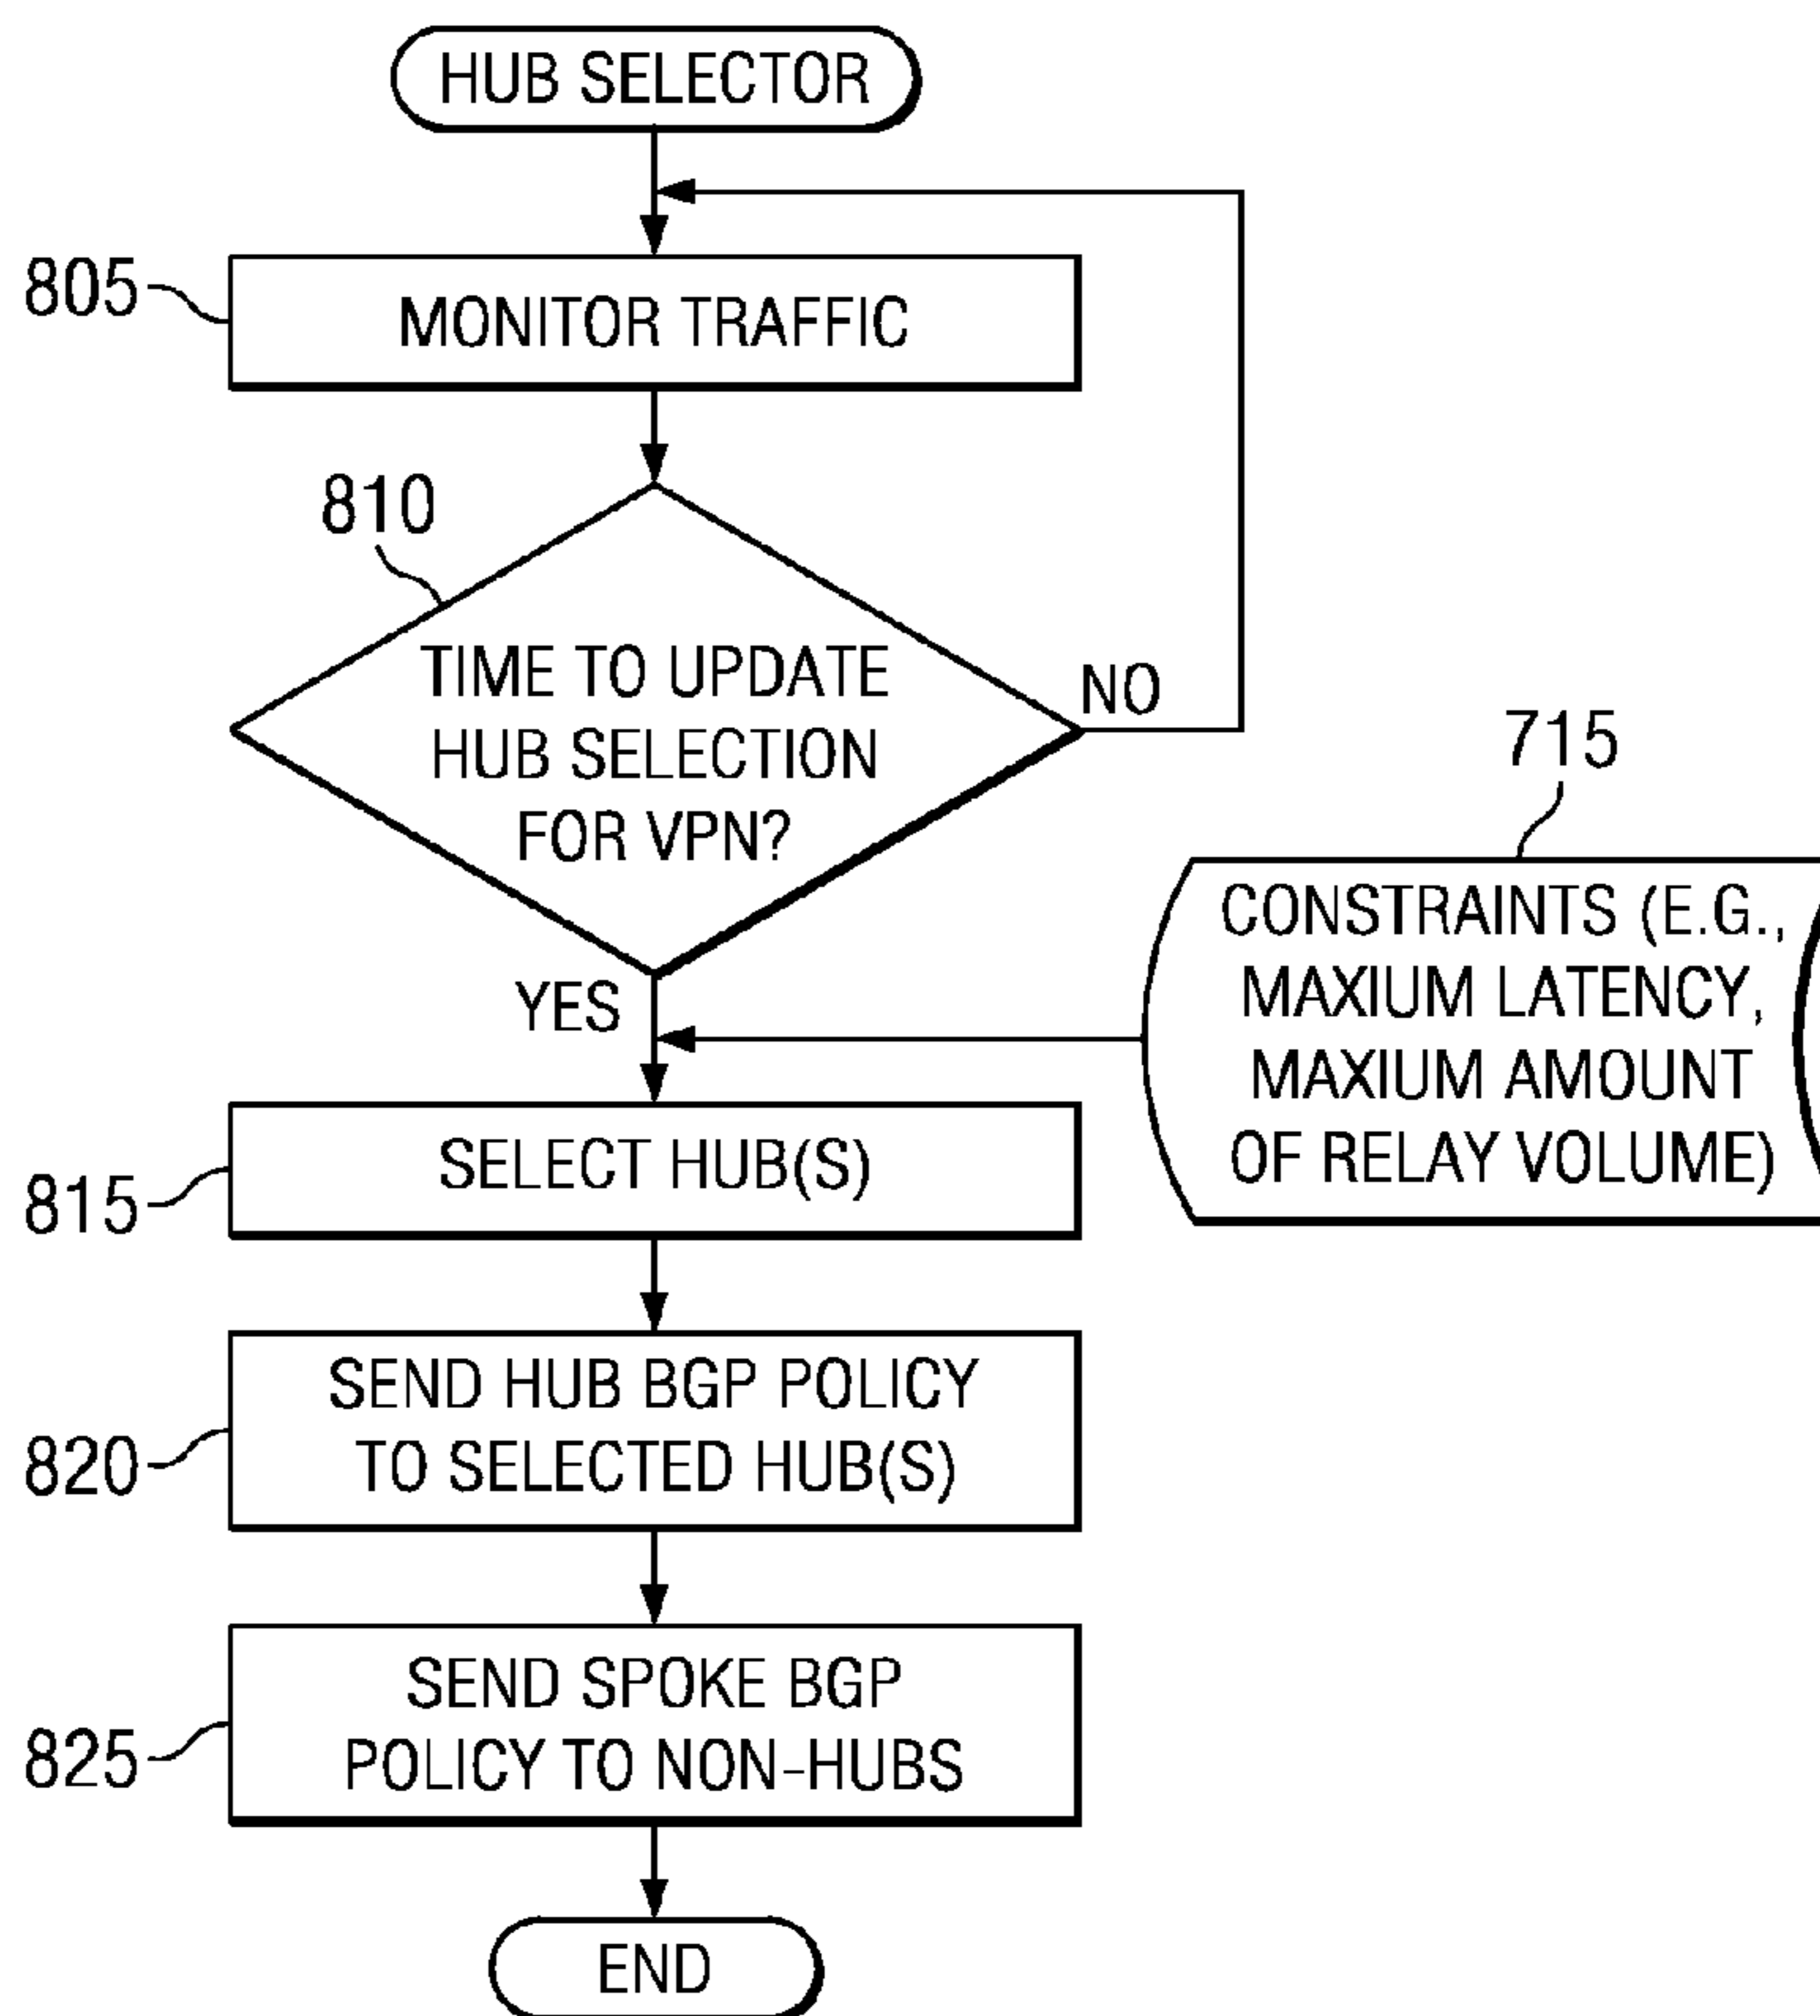 HUB SELECTOR
805
MONITOR TRAFFIC
810
TIME TO UPDATE
HUB SELECTION
FOR VPN?
NO
YES
715
CONSTRAINTS (E.G.,
MAXIUM LATENCY,
MAXIUM AMOUNT
OF RELAY VOLUME)
815
SELECT HUB(S)
820
SEND HUB BGP POLICY
TO SELECTED HUB(S)
825
SEND SPOKE BGP
POLICY TO NON-HUBS
END